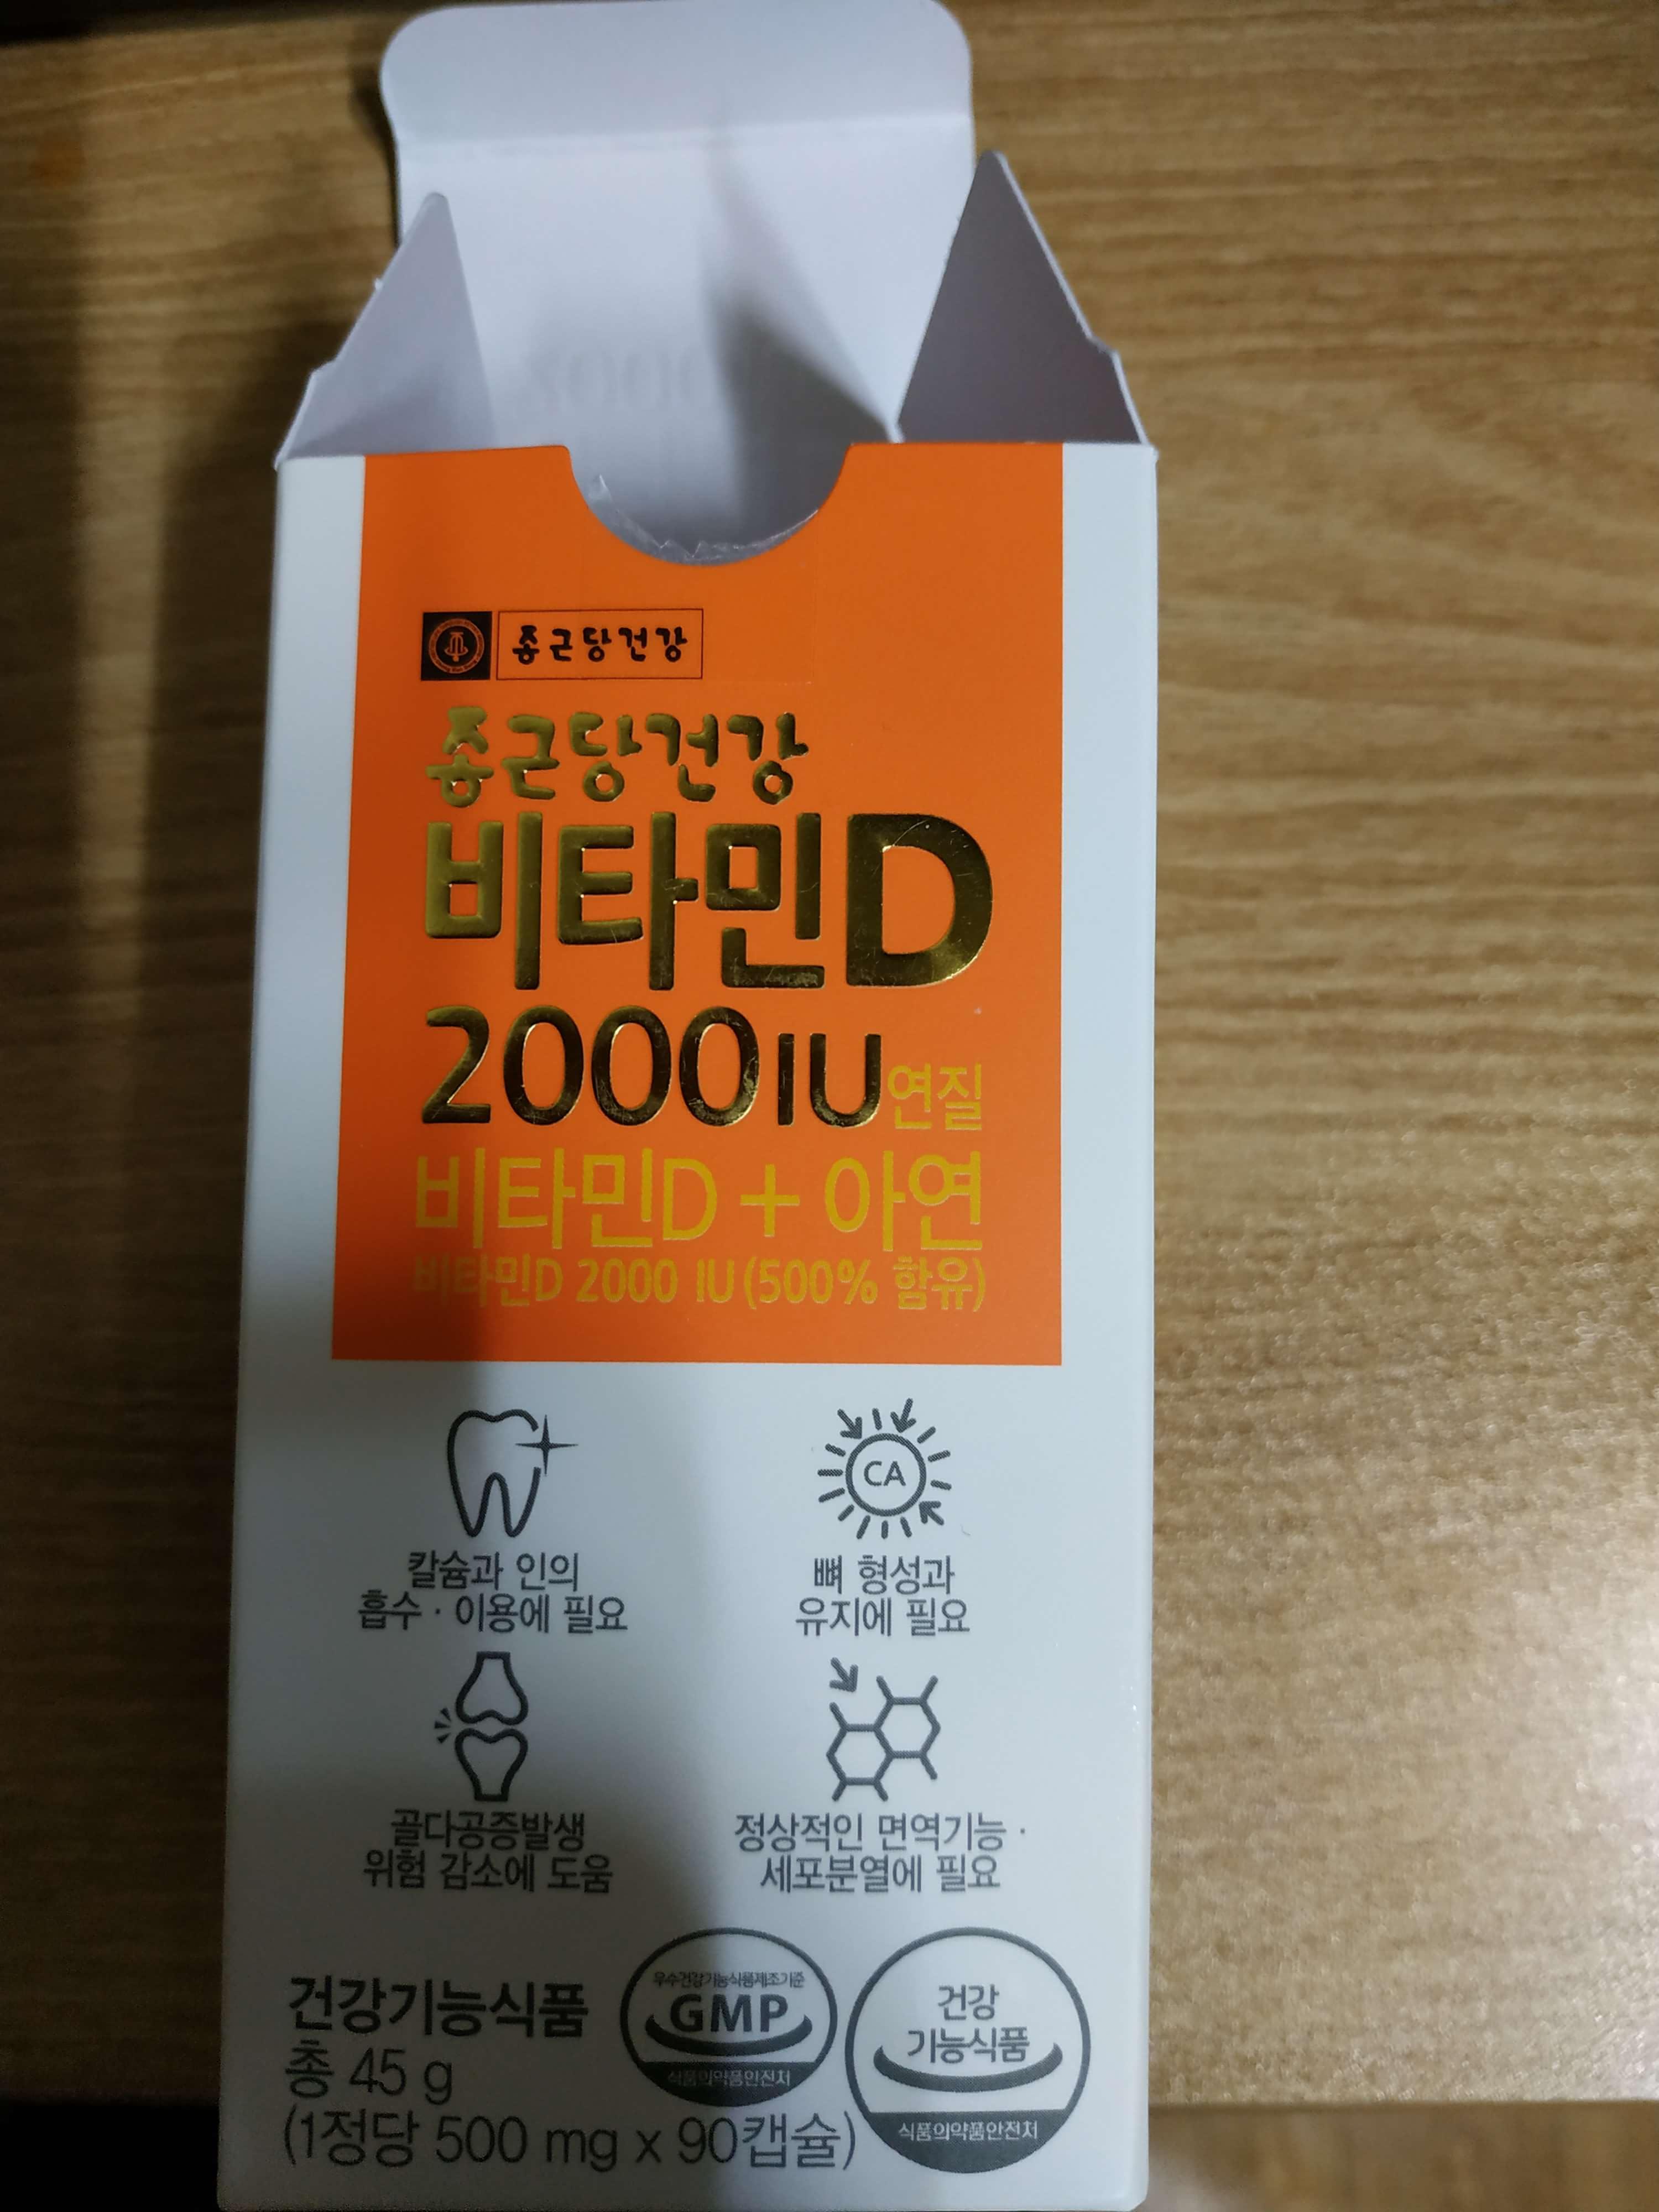 종근당건강
종근당건강
비타민D
2000IU 연질
비타민D + 아연
비타민D 2000 IU (500% 함유)
CA
칼슘과 인의
흡수 · 이용에 필요
뼈 형성과
유지에 필요
골다공증발생
위험 감소에 도움
정상적인 면역기능 ·
세포분열에 필요
건강기능식품
총 45 g
(1정당 500 mg x 90캡슐)
우수건강기능식품제조기준
GMP
식품의약품안전처
건강
기능식품
식품의약품안전처